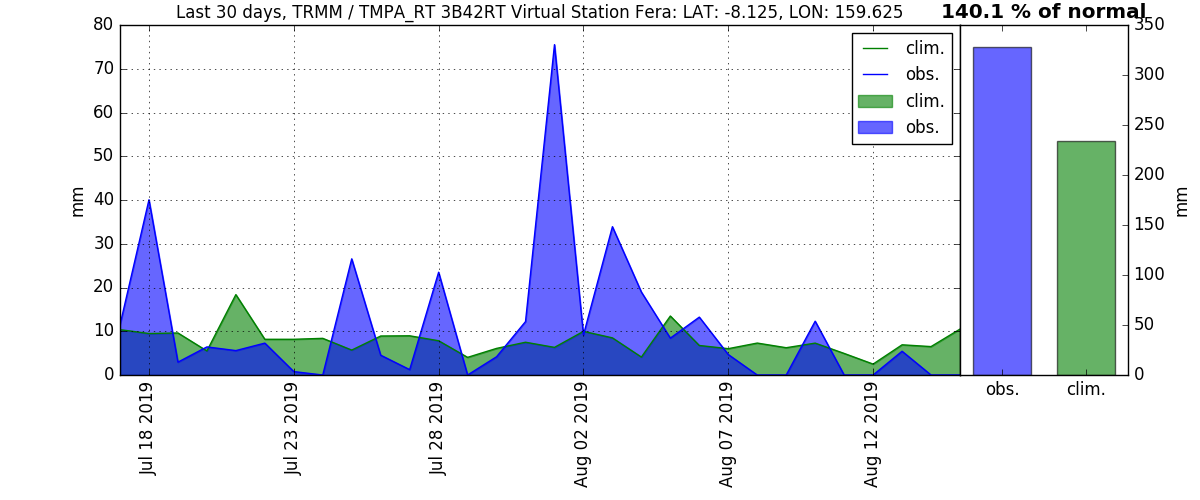 Last 30 days, TRMM / TMPA_RT 3B42RT Virtual Station Fera: LAT: -8.125, LON: 159.625
140.1 % of normal
80
70
60
50
40
30
20
10
0
mm
clim.
obs.
clim.
obs.
350
300
250
200
150
100
50
0
mm
obs.
clim.
Jul 18 2019
Jul 23 2019
Jul 28 2019
Aug 02 2019
Aug 07 2019
Aug 12 2019